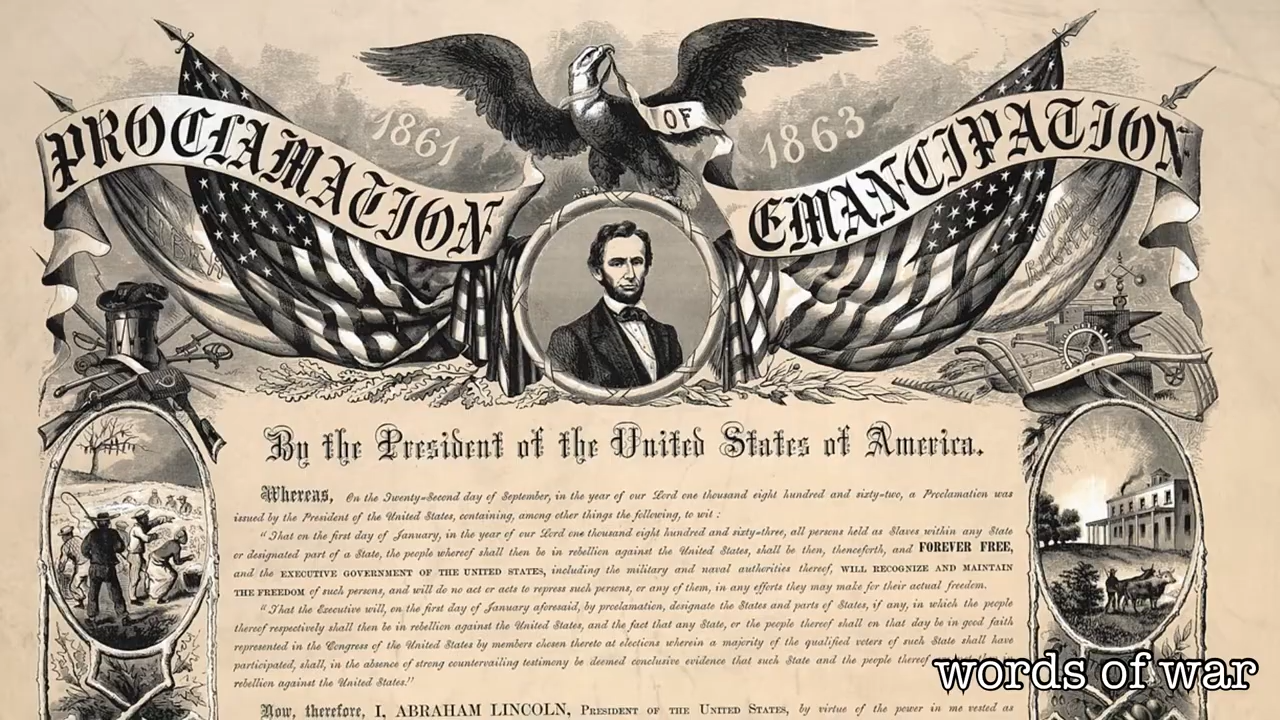 PROCLAMATION
OF
EMANCIPATION
1861
1863
By the President of the United States of America.
Whereas, On the Twenty-Second day of September, in the year of our Lord one thousand eight hundred and sixty-two, a Proclamation was
issued by the President of the United States, containing, among other things the following, to wit :
"That on the first day of January, in the year of our Lord one thousand eight hundred and sixty-three, all persons held as Slaves within any State
or designated part of a State, the people whereof shall then be in rebellion against the United States, shall be then, thenceforth, and FOREVER FREE,
and the EXECUTIVE GOVERNMENT OF THE UNITED STATES, including the military and naval authorities thereof, WILL RECOGNIZE AND MAINTAIN
THE FREEDOM of such persons, and will do no act or acts to repress such persons, or any of them, in any efforts they may make for their actual freedom.
"That the Executive will, on the first day of January aforesaid, by proclamation, designate the States and parts of States, if any, in which the people
thereof respectively shall then be in rebellion against the United States, and the fact that any State, or the people thereof shall on that day be in good faith
represented in the Congress of the United States by members chosen thereto at elections wherein a majority of the qualified voters of such State shall have
participated, shall, in the absence of strong countervailing testimony be deemed conclusive evidence that such State and the people thereof
rebellion against the United States."
Now, therefore, I, ABRAHAM LINCOLN, PRESIDENT OF THE UNITED STATES, by virtue of the power in me vested as
words of war